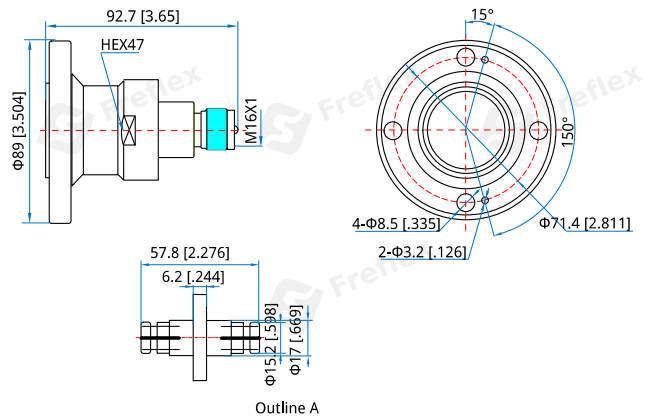 92.7 [3.65]
15°
HEX47
Freflex
Freflex
M16X1
Φ89 [3.504]
150°
4-Φ8.5 [.335]
Φ71.4 [2.811]
2-Φ3.2 [.126]
57.8 [2.276]
6.2 [.244]
Freflex
Φ15.2 [.598]
Φ17 [.669]
Outline A